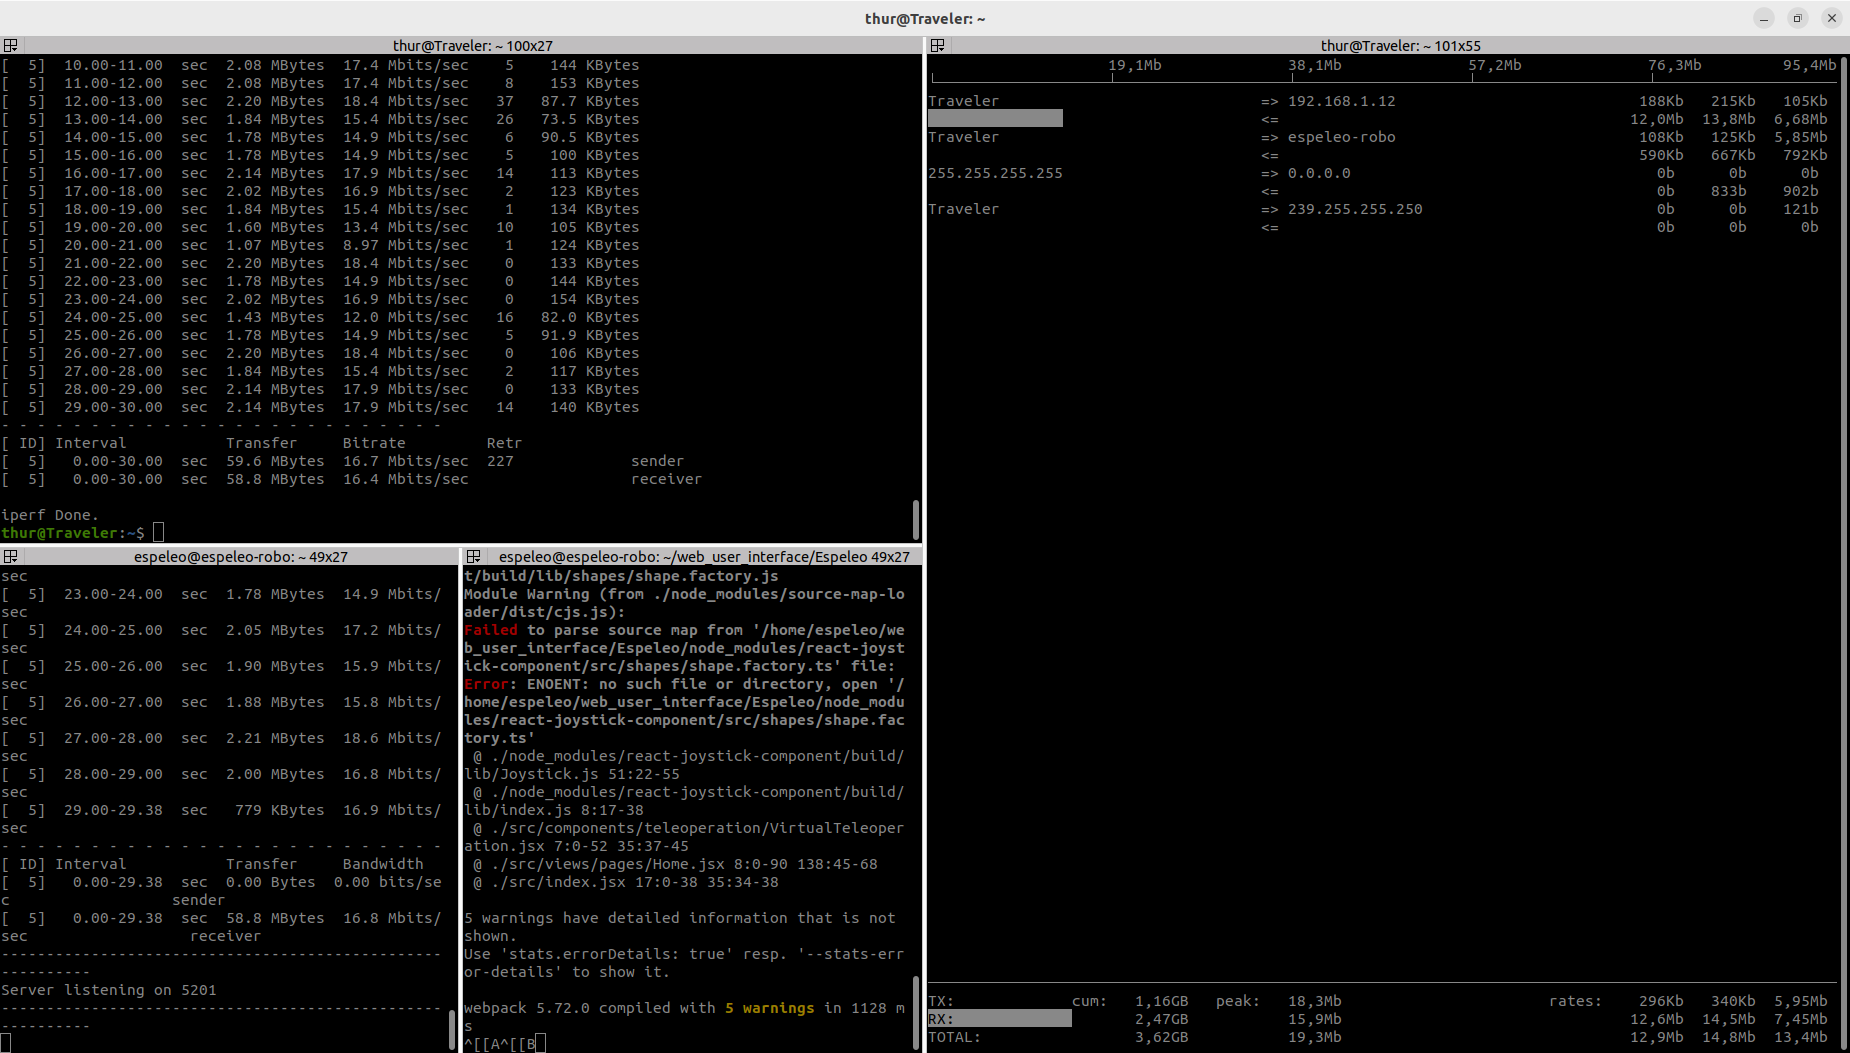 thur@Traveler: ~
thur@Traveler: ~ 100x27
[  5]  10.00-11.00  sec  2.08 MBytes  17.4 Mbits/sec    5    144 KBytes
[  5]  11.00-12.00  sec  2.08 MBytes  17.4 Mbits/sec    8    153 KBytes
[  5]  12.00-13.00  sec  2.20 MBytes  18.4 Mbits/sec   37   87.7 KBytes
[  5]  13.00-14.00  sec  1.84 MBytes  15.4 Mbits/sec   26   73.5 KBytes
[  5]  14.00-15.00  sec  1.78 MBytes  14.9 Mbits/sec    6   90.5 KBytes
[  5]  15.00-16.00  sec  1.78 MBytes  14.9 Mbits/sec    5    100 KBytes
[  5]  16.00-17.00  sec  2.14 MBytes  17.9 Mbits/sec   14    113 KBytes
[  5]  17.00-18.00  sec  2.02 MBytes  16.9 Mbits/sec    2    123 KBytes
[  5]  18.00-19.00  sec  1.84 MBytes  15.4 Mbits/sec    1    134 KBytes
[  5]  19.00-20.00  sec  1.60 MBytes  13.4 Mbits/sec   10    105 KBytes
[  5]  20.00-21.00  sec  1.07 MBytes  8.97 Mbits/sec    1    124 KBytes
[  5]  21.00-22.00  sec  2.20 MBytes  18.4 Mbits/sec    0    133 KBytes
[  5]  22.00-23.00  sec  1.78 MBytes  14.9 Mbits/sec    0    144 KBytes
[  5]  23.00-24.00  sec  2.02 MBytes  16.9 Mbits/sec    0    154 KBytes
[  5]  24.00-25.00  sec  1.43 MBytes  12.0 Mbits/sec   16   82.0 KBytes
[  5]  25.00-26.00  sec  1.78 MBytes  14.9 Mbits/sec    5   91.9 KBytes
[  5]  26.00-27.00  sec  2.20 MBytes  18.4 Mbits/sec    0    106 KBytes
[  5]  27.00-28.00  sec  1.84 MBytes  15.4 Mbits/sec    2    117 KBytes
[  5]  28.00-29.00  sec  2.14 MBytes  17.9 Mbits/sec    0    133 KBytes
[  5]  29.00-30.00  sec  2.14 MBytes  17.9 Mbits/sec   14    140 KBytes
- - - - - - - - - - - - - - - - - - - - - - - - -
[ ID] Interval           Transfer     Bitrate         Retr
[  5]   0.00-30.00  sec  59.6 MBytes  16.7 Mbits/sec  227             sender
[  5]   0.00-30.00  sec  58.8 MBytes  16.4 Mbits/sec                  receiver
iperf Done.
thur@Traveler:~$
espeleo@espeleo-robo: ~ 49x27
sec
[  5]  23.00-24.00  sec  1.78 MBytes  14.9 Mbits/
sec
[  5]  24.00-25.00  sec  2.05 MBytes  17.2 Mbits/
sec
[  5]  25.00-26.00  sec  1.90 MBytes  15.9 Mbits/
sec
[  5]  26.00-27.00  sec  1.88 MBytes  15.8 Mbits/
sec
[  5]  27.00-28.00  sec  2.21 MBytes  18.6 Mbits/
sec
[  5]  28.00-29.00  sec  2.00 MBytes  16.8 Mbits/
sec
[  5]  29.00-29.38  sec   779 KBytes  16.9 Mbits/
sec
- - - - - - - - - - - - - - - - - - - - - - - - -
[ ID] Interval           Transfer     Bandwidth
[  5]   0.00-29.38  sec  0.00 Bytes  0.00 bits/se
c                  sender
[  5]   0.00-29.38  sec  58.8 MBytes  16.8 Mbits/
sec                  receiver
-------------------------------------------------
----------
Server listening on 5201
-------------------------------------------------
----------
espeleo@espeleo-robo: ~/web_user_interface/Espeleo 49x27
t/build/lib/shapes/shape.factory.js
Module Warning (from ./node_modules/source-map-lo
ader/dist/cjs.js):
Failed to parse source map from '/home/espeleo/we
b_user_interface/Espeleo/node_modules/react-joyst
ick-component/src/shapes/shape.factory.ts' file:
Error: ENOENT: no such file or directory, open '/
home/espeleo/web_user_interface/Espeleo/node_modu
les/react-joystick-component/src/shapes/shape.fac
tory.ts'
 @ ./node_modules/react-joystick-component/build/
lib/Joystick.js 51:22-55
 @ ./node_modules/react-joystick-component/build/
lib/index.js 8:17-38
 @ ./src/components/teleoperation/VirtualTeleoper
ation.jsx 7:0-52 35:37-45
 @ ./src/views/pages/Home.jsx 8:0-90 138:45-68
 @ ./src/index.jsx 17:0-38 35:34-38
5 warnings have detailed information that is not
shown.
Use 'stats.errorDetails: true' resp. '--stats-err
or-details' to show it.
webpack 5.72.0 compiled with 5 warnings in 1128 m
s
^[[A^[[B
thur@Traveler: ~ 101x55
19,1Mb 38,1Mb 57,2Mb 76,3Mb 95,4Mb
Traveler => 192.168.1.12 188Kb 215Kb 105Kb
<= 12,0Mb 13,8Mb 6,68Mb
Traveler => espeleo-robo 108Kb 125Kb 5,85Mb
<= 590Kb 667Kb 792Kb
255.255.255.255 => 0.0.0.0 0b 0b 0b
<= 0b 833b 902b
Traveler => 239.255.255.250 0b 0b 121b
<= 0b 0b 0b
TX: cum: 1,16GB peak: 18,3Mb rates: 296Kb 340Kb 5,95Mb
RX: 2,47GB 15,9Mb 12,6Mb 14,5Mb 7,45Mb
TOTAL: 3,62GB 19,3Mb 12,9Mb 14,8Mb 13,4Mb